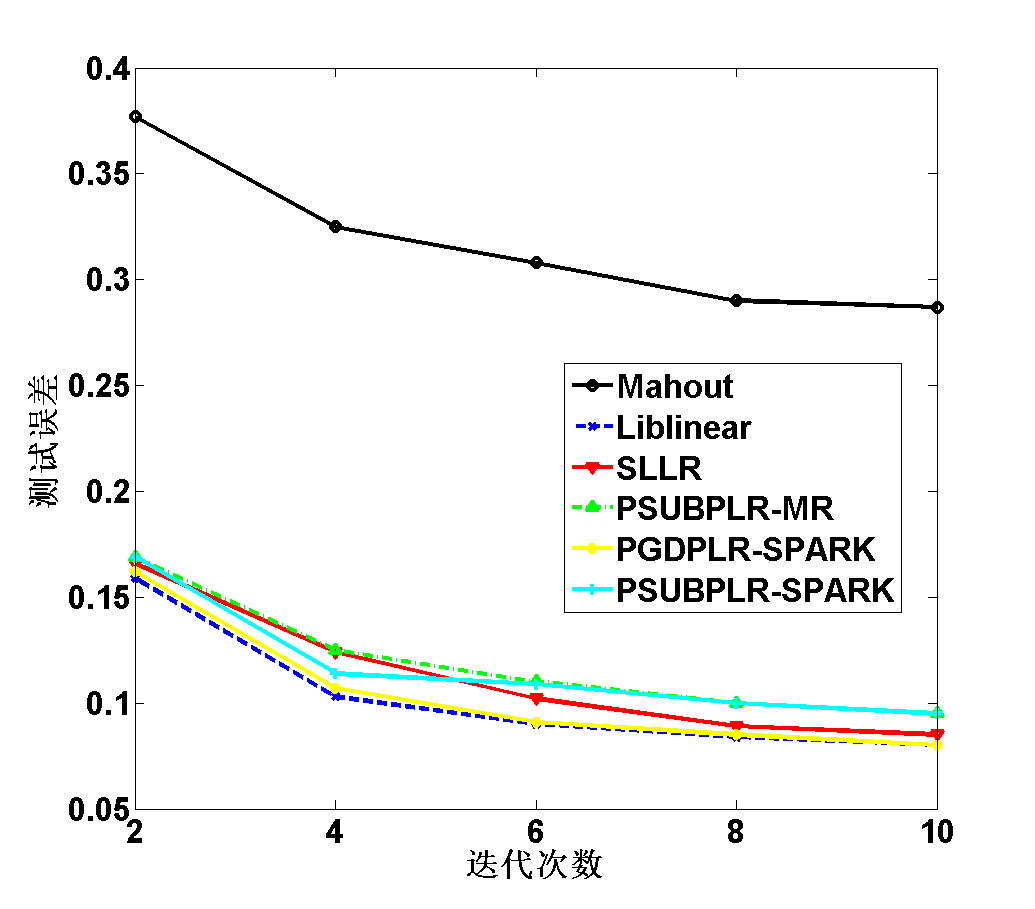 0.4
0.35
0.3
0.25
0.2
0.15
0.1
0.05
测试误差
Mahout
Liblinear
SLLR
PSUBPLR-MR
PGDPLR-SPARK
PSUBPLR-SPARK
2 4 6 8 10
迭代次数